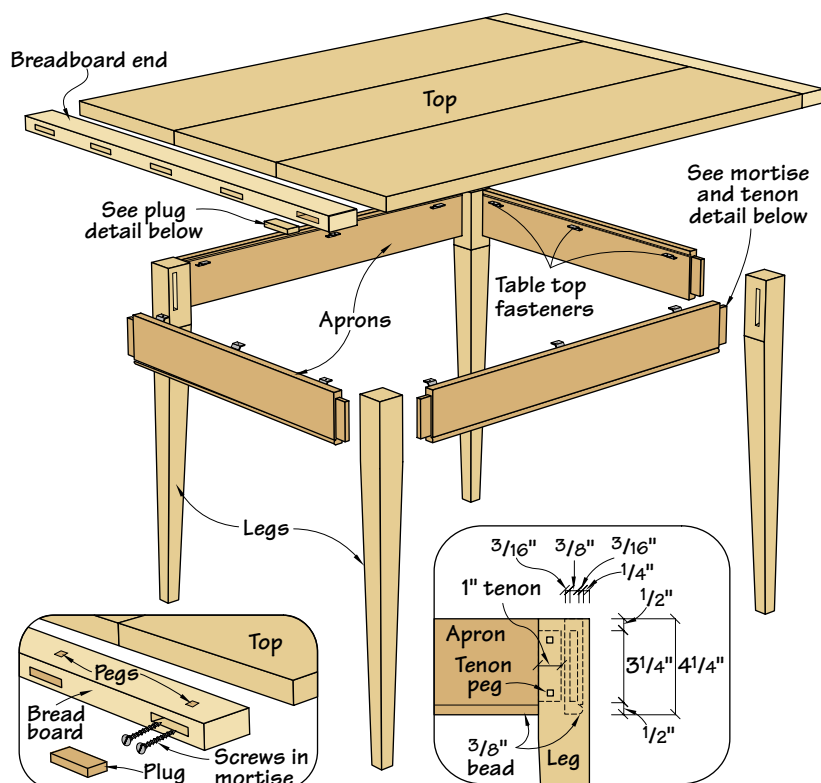 Breadboard end
Top
See mortise
and tenon
detail below
See plug
detail below
Table top
fasteners
Aprons
Legs
Top
Pegs
Bread
board
Screws in
mortise
Plug
3/16"
3/8"
3/16"
1/4"
1" tenon
1/2"
Apron
3 1/4"
4 1/4"
Tenon
peg
1/2"
3/8"
bead
Leg